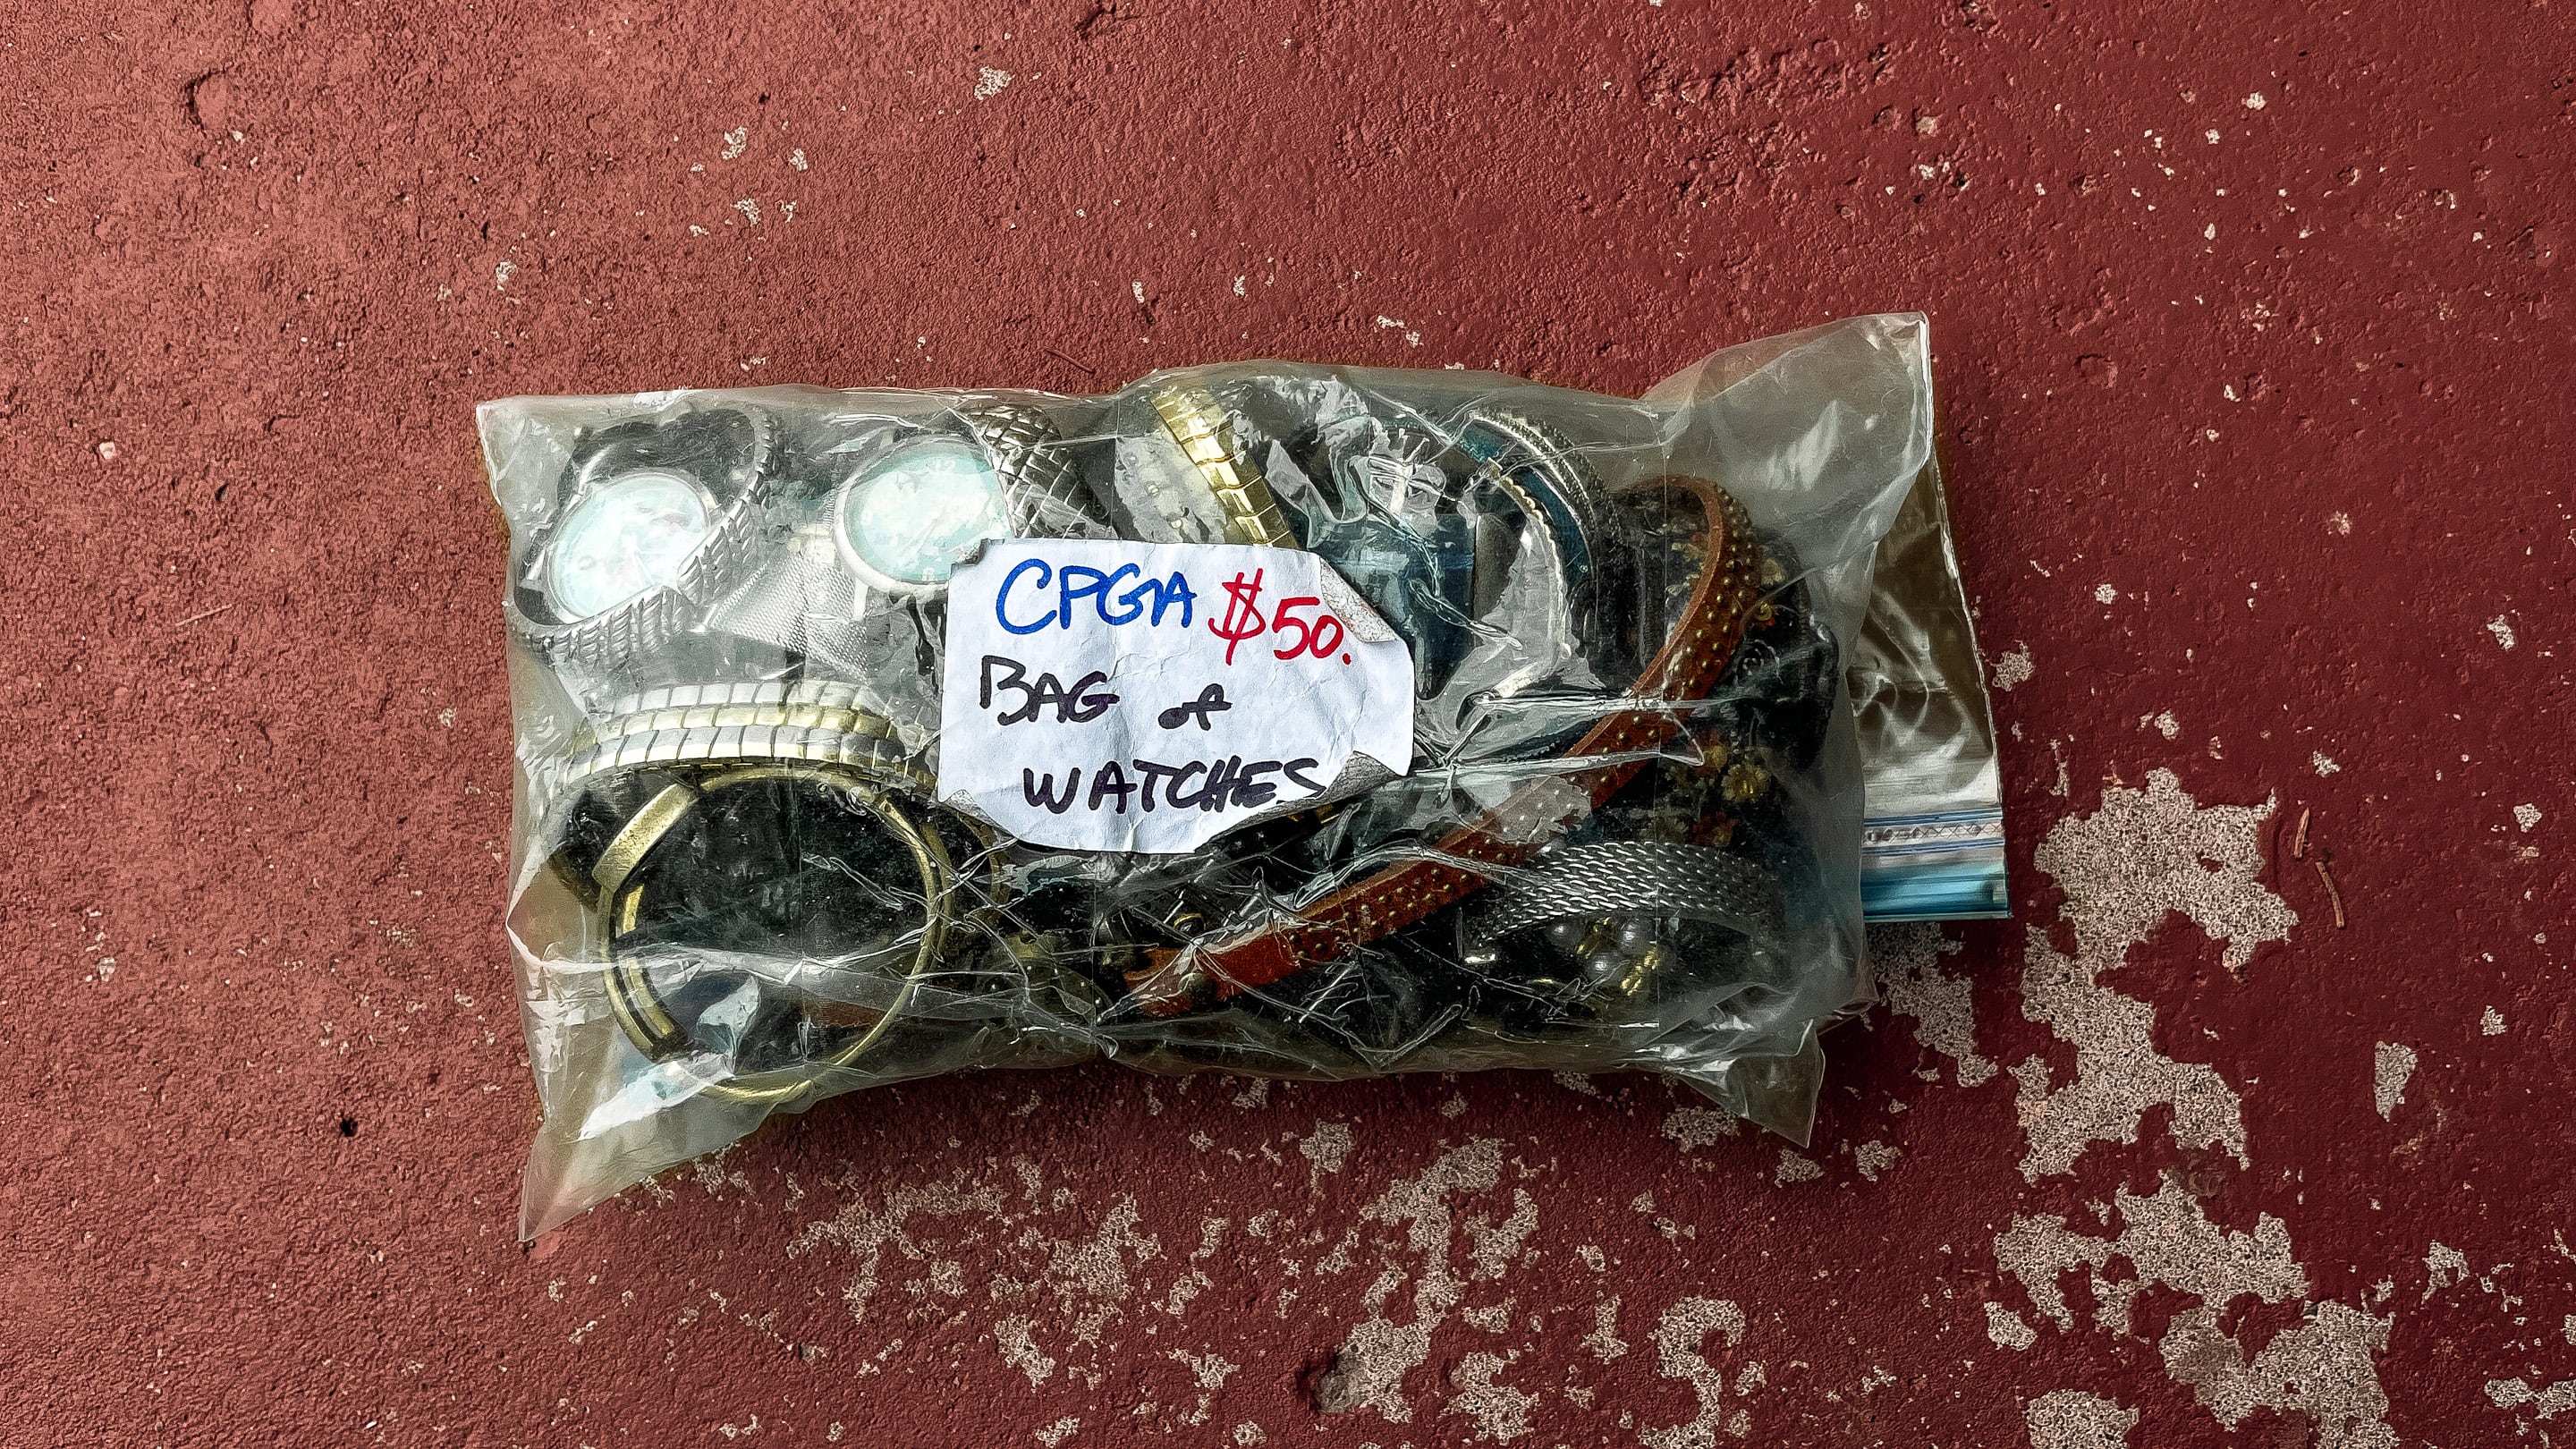 CPGA $50.
BAG of
WATCHES